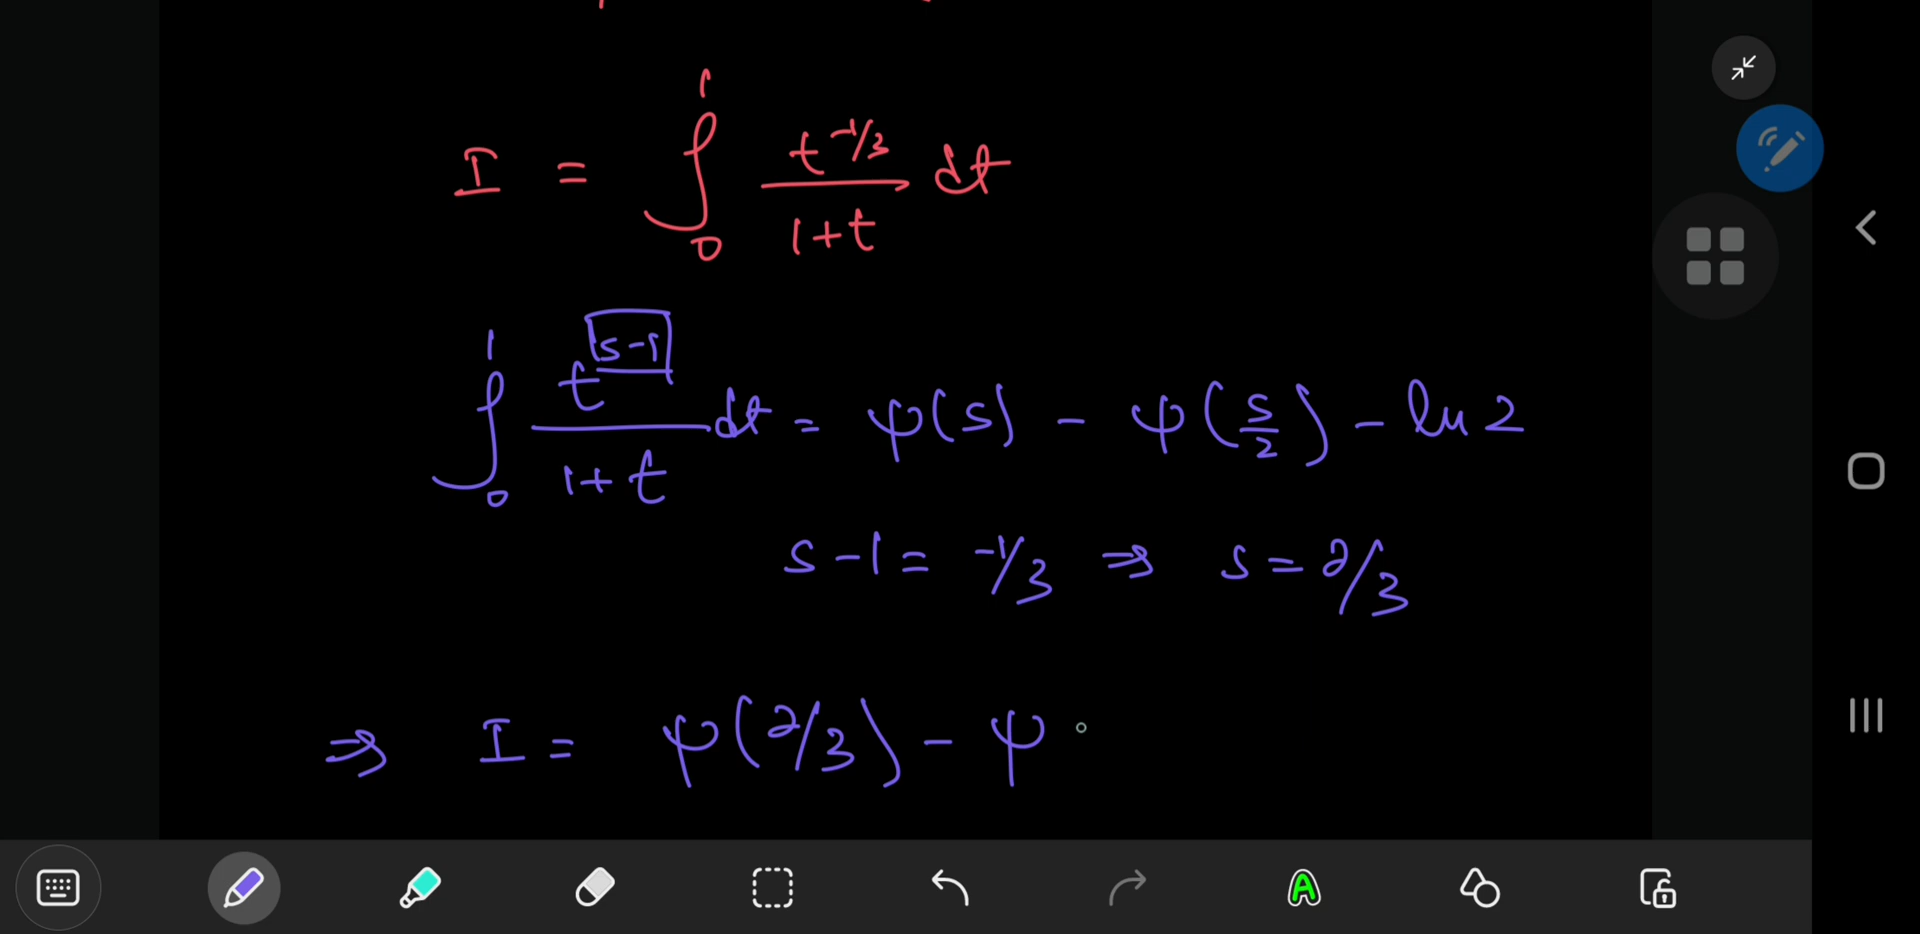 I = ∫₀¹ t^(-1/3) / (1+t) dt
∫₀¹ t^(s-1) / (1+t) dt = ψ(s) - ψ(s/2) - ln 2
s-1 = -1/3 ⇒ s = 2/3
⇒ I = ψ(2/3) - ψ
A